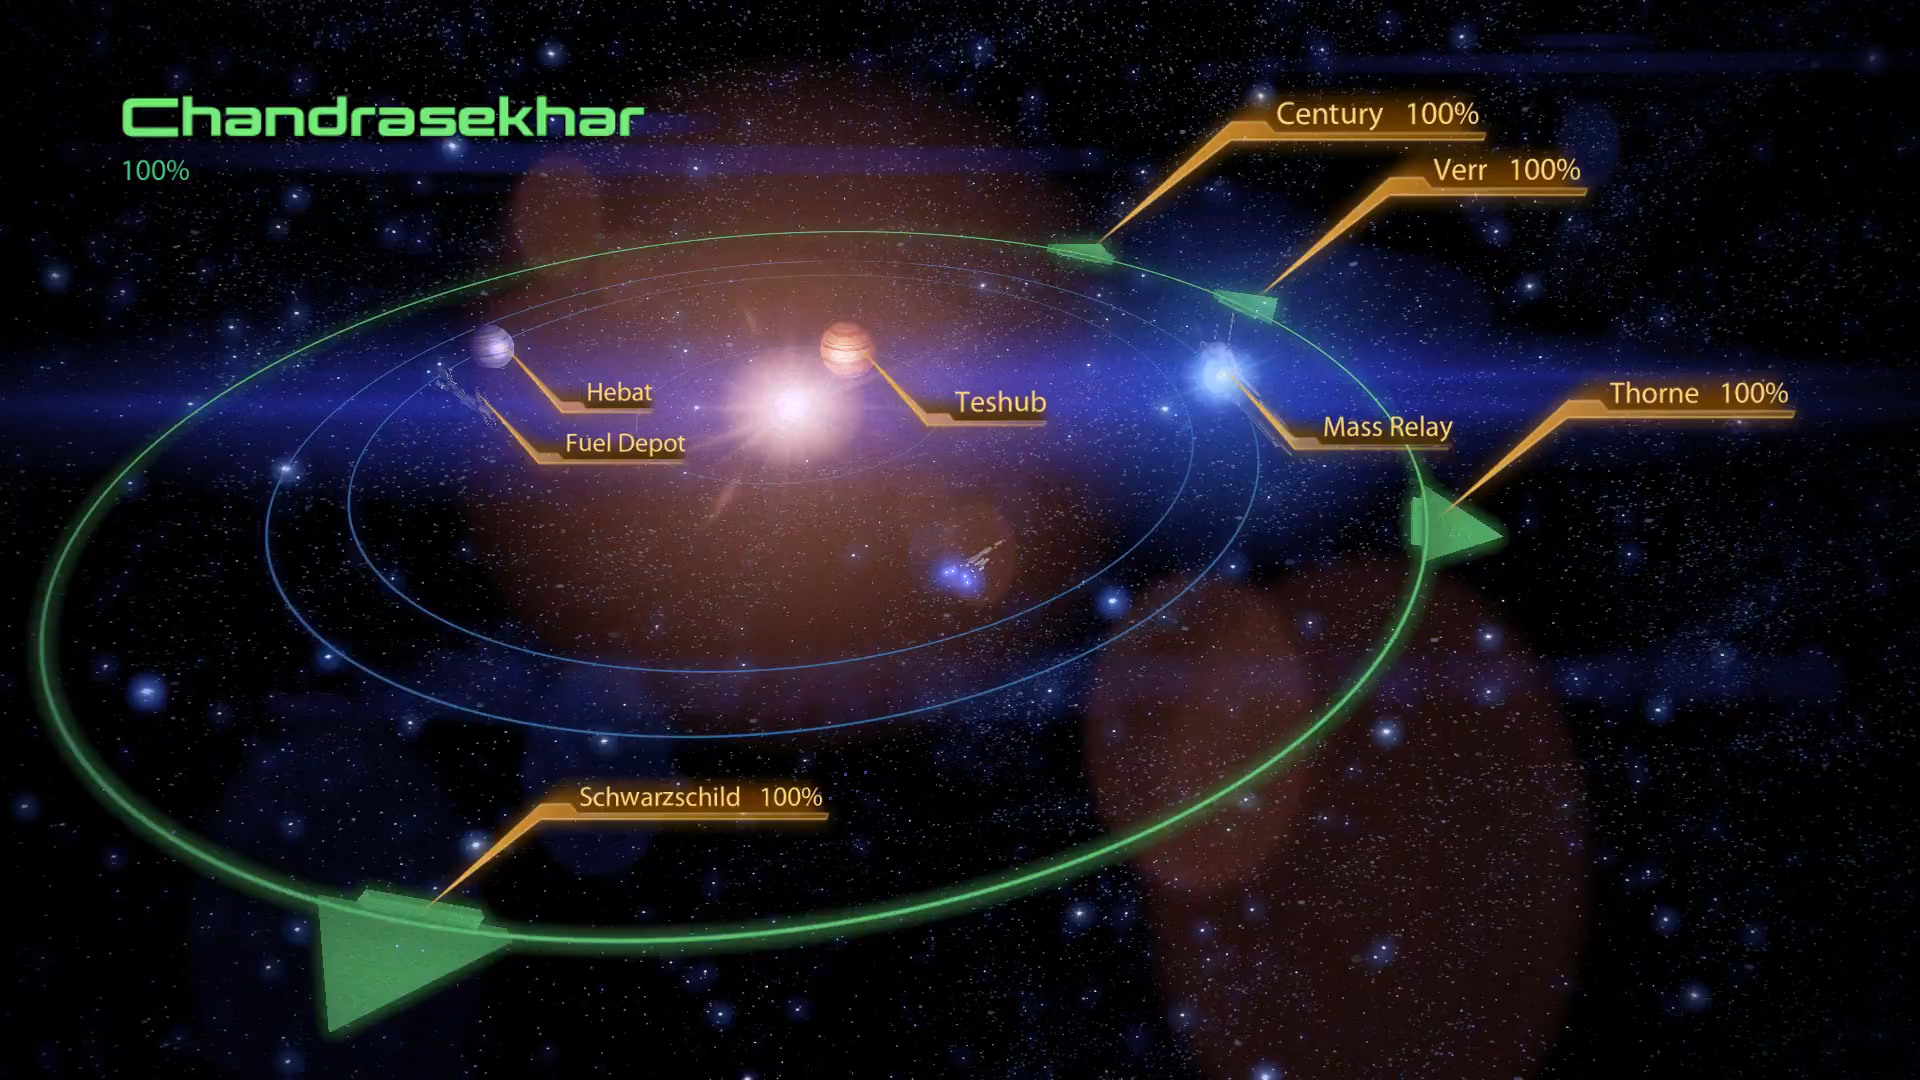 Chandrasekhar
100%
Century 100%
Verr 100%
Hebat
Teshub
Thorne 100%
Fuel Depot
Mass Relay
Schwarzschild 100%